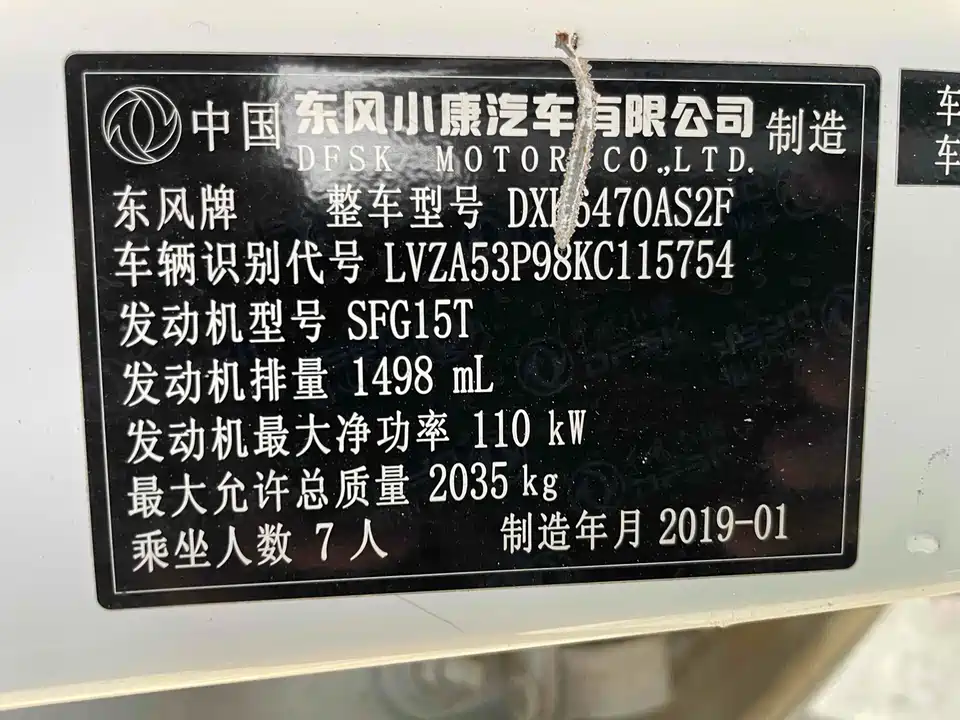 中国 东风小康汽车有限公司 制造
DFSK MOTOR CO.,LTD.
东风牌 整车型号 DXK6470AS2F
车辆识别代号 LVZA53P98KC115754
发动机型号 SFG15T
发动机排量 1498 mL
发动机最大净功率 110 kW
最大允许总质量 2035 kg
乘坐人数 7 人 制造年月 2019-01
车
车